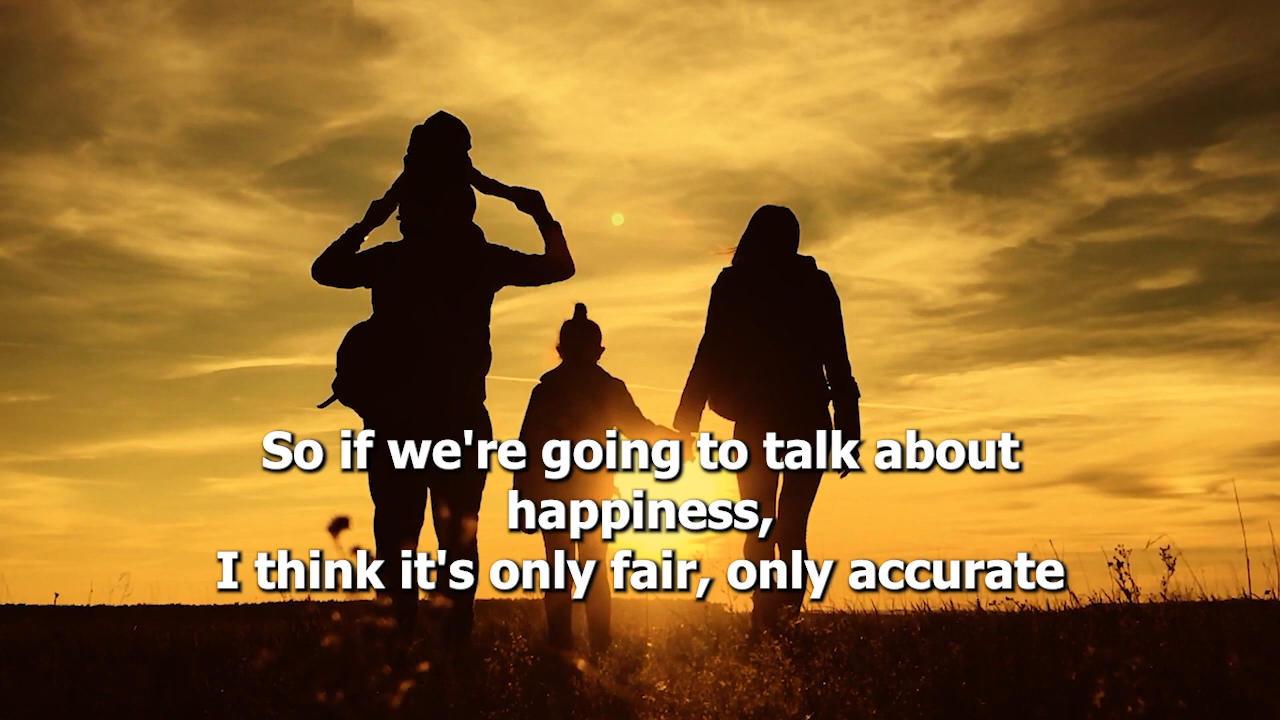 So if we're going to talk about
happiness,
I think it's only fair, only accurate